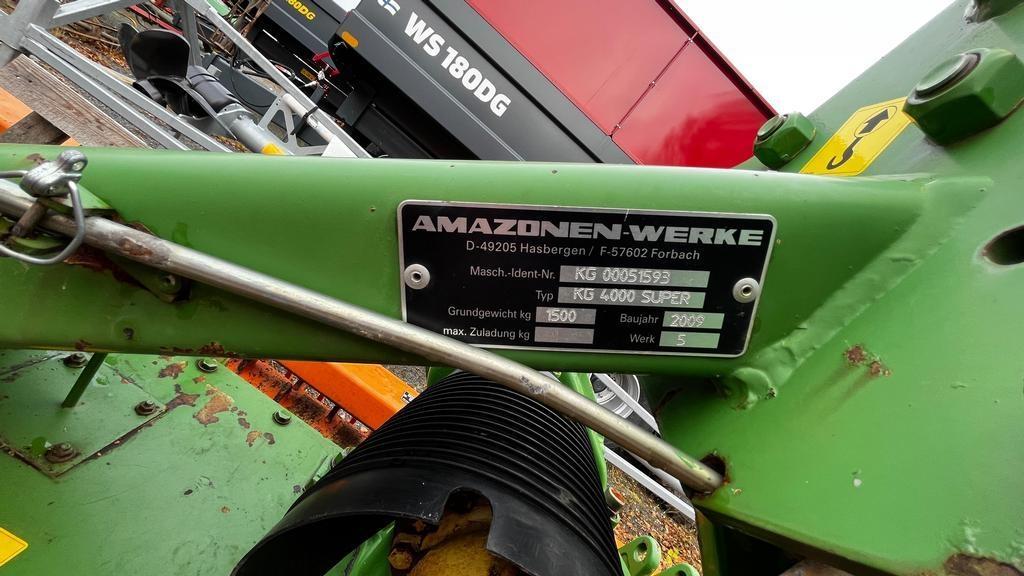 180DG
WS 180DG
AMAZONEN-WERKE
D-49205 Hasbergen / F-57602 Forbach
Masch.-Ident-Nr. KG 00051593
Typ KG 4000 SUPER
Grundgewicht kg 1500 Baujahr 2009
max. Zuladung kg Werk 5